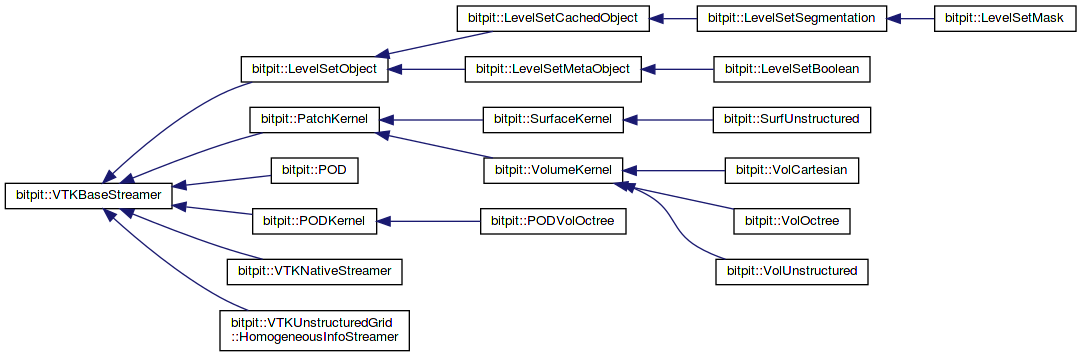 bitpit::LevelSetCachedObject
bitpit::LevelSetSegmentation
bitpit::LevelSetMask
bitpit::LevelSetObject
bitpit::LevelSetMetaObject
bitpit::LevelSetBoolean
bitpit::PatchKernel
bitpit::SurfaceKernel
bitpit::SurfUnstructured
bitpit::POD
bitpit::VolumeKernel
bitpit::VolCartesian
bitpit::VTKBaseStreamer
bitpit::PODKernel
bitpit::PODVolOctree
bitpit::VolOctree
bitpit::VTKNativeStreamer
bitpit::VolUnstructured
bitpit::VTKUnstructuredGrid
::HomogeneousInfoStreamer